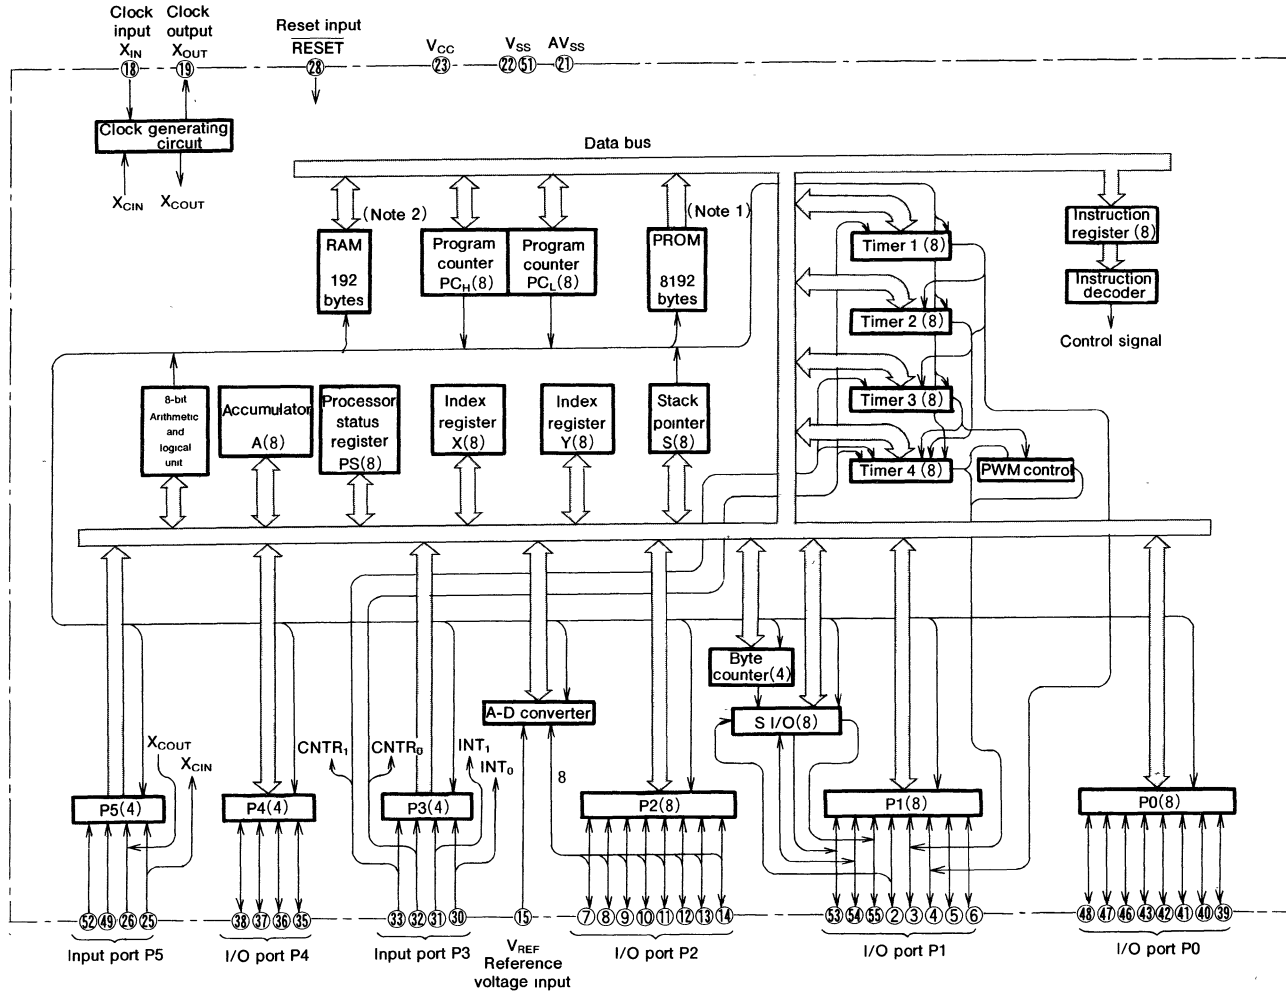 Clock input X_IN
Clock output X_OUT
Reset input RESET
V_CC
V_SS
AV_SS
18
19
28
23
22 51
21
Clock generating circuit
X_CIN
X_COUT
Data bus
(Note 2)
(Note 1)
RAM 192 bytes
Program counter PC_H(8)
Program counter PC_L(8)
PROM 8192 bytes
Timer 1 (8)
Timer 2 (8)
Timer 3 (8)
Timer 4 (8)
PWM control
Instruction register (8)
Instruction decoder
Control signal
8-bit Arithmetic and logical unit
Accumulator A(8)
Processor status register PS(8)
Index register X(8)
Index register Y(8)
Stack pointer S(8)
Byte counter(4)
A-D converter
S I/O(8)
X_COUT
X_CIN
CNTR_1
CNTR_0
INT_1
INT_0
8
P5(4)
P4(4)
P3(4)
P2(8)
P1(8)
P0(8)
52 49 26 25
38 37 36 35
33 32 31 30
15
7 8 9 10 11 12 13 14
53 54 55 2 3 4 5 6
48 47 46 43 42 41 40 39
Input port P5
I/O port P4
Input port P3
V_REF
Reference
voltage input
I/O port P2
I/O port P1
I/O port P0